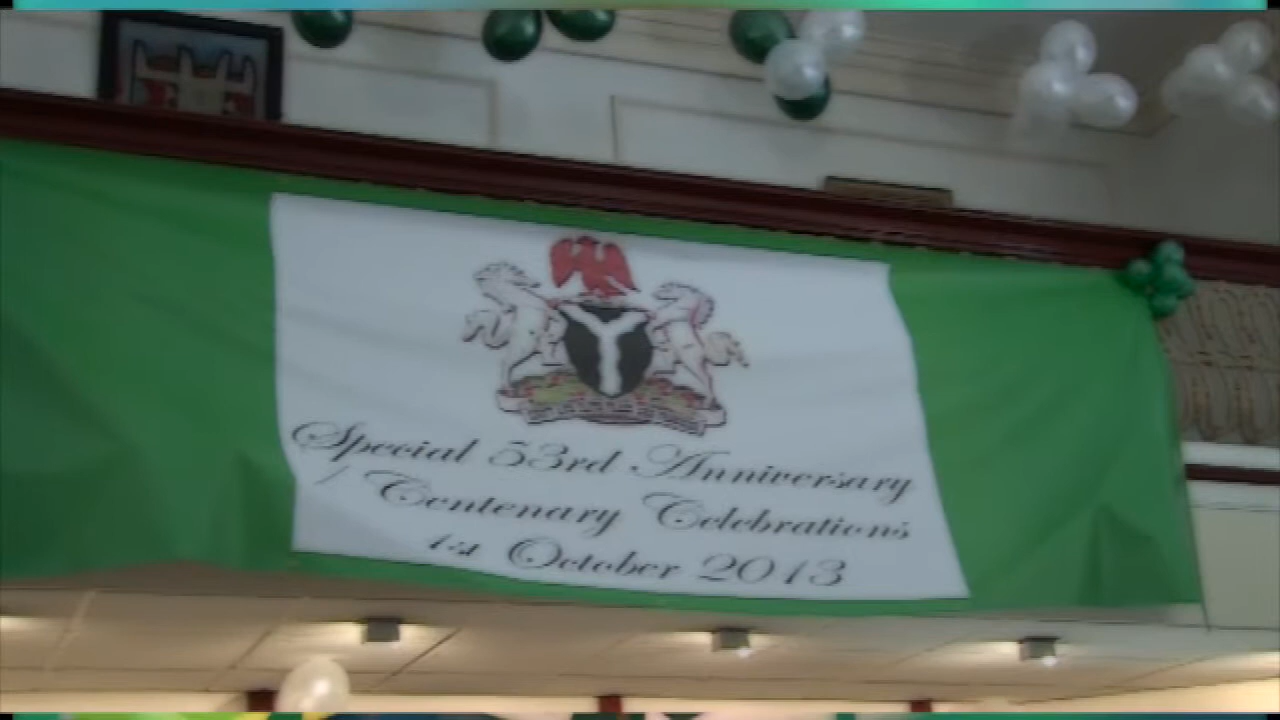 Special 53rd Anniversary
/ Centenary Celebrations
1st October 2013